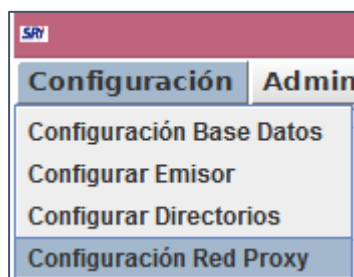 SRi
Configuración Admin
Configuración Base Datos
Configurar Emisor
Configurar Directorios
Configuración Red Proxy